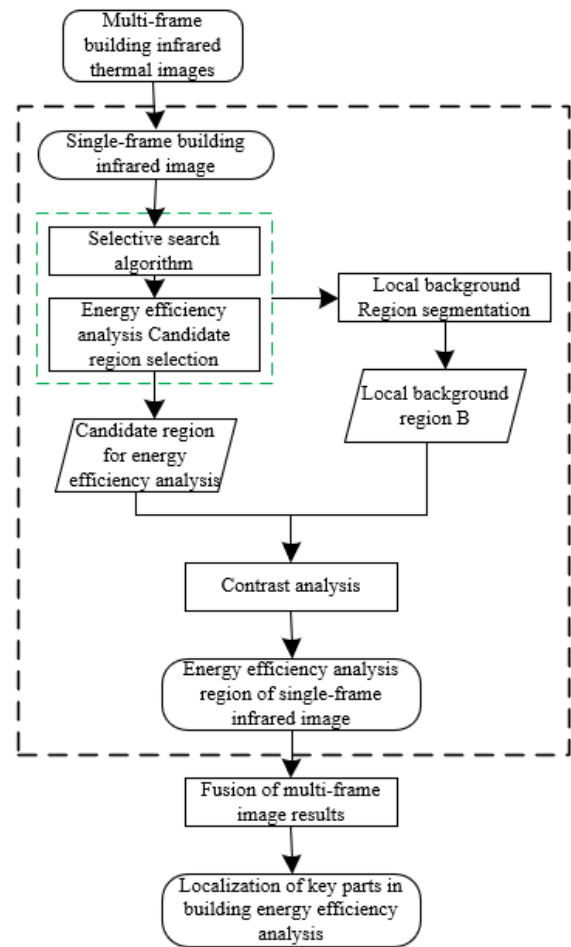 Multi-frame
building infrared
thermal images
Single-frame building
infrared image
Selective search
algorithm
Energy efficiency
analysis Candidate
region selection
Local background
Region segmentation
Candidate region
for energy
efficiency analysis
Local background
region B
Contrast analysis
Energy efficiency analysis
region of single-frame
infrared image
Fusion of multi-frame
image results
Localization of key parts in
building energy efficiency
analysis